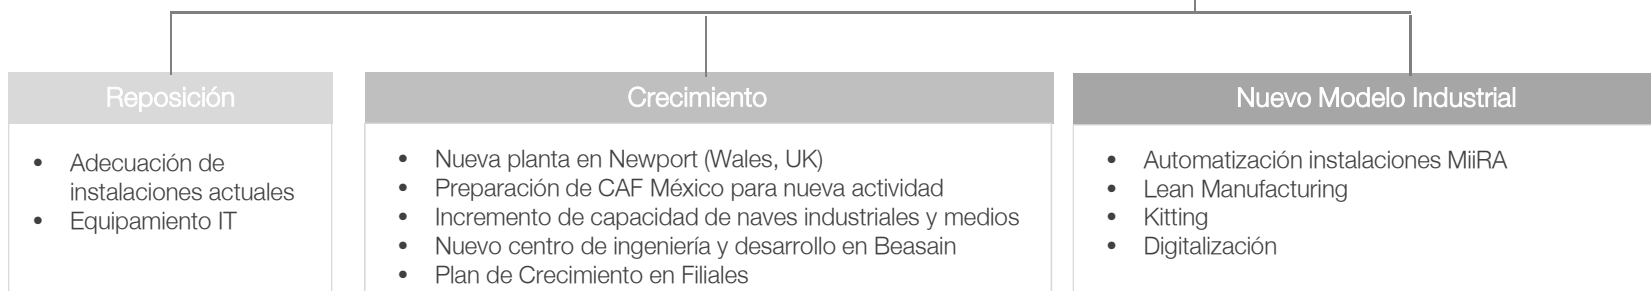 Reposición
• Adecuación de
instalaciones actuales
• Equipamiento IT
Crecimiento
• Nueva planta en Newport (Wales, UK)
• Preparación de CAF México para nueva actividad
• Incremento de capacidad de naves industriales y medios
• Nuevo centro de ingeniería y desarrollo en Beasain
• Plan de Crecimiento en Filiales
Nuevo Modelo Industrial
• Automatización instalaciones MiiRA
• Lean Manufacturing
• Kitting
• Digitalización